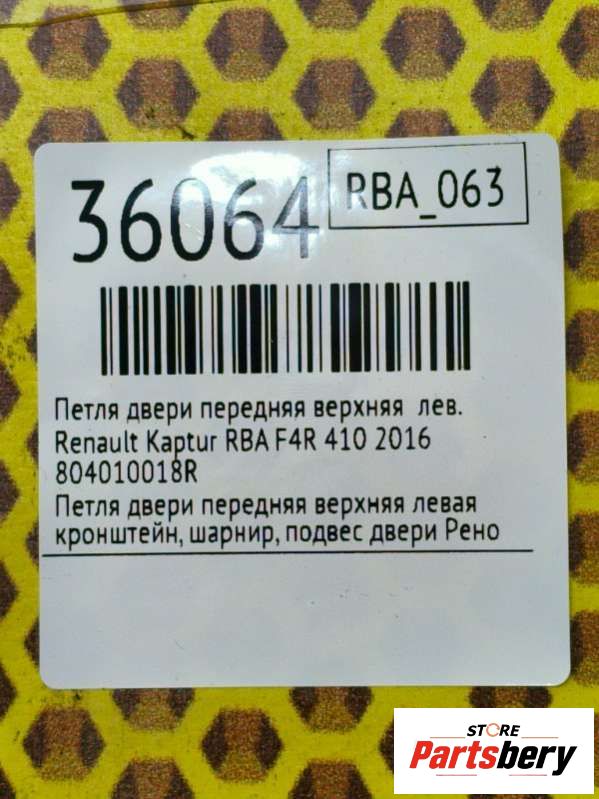 36064
RBA_063
Петля двери передняя верхняя лев.
Renault Kaptur RBA F4R 410 2016
804010018R
Петля двери передняя верхняя левая
кронштейн, шарнир, подвес двери Рено
STORE
Partsbery